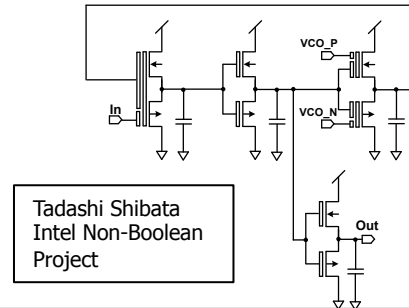 VCO_P
In
VCO_N
Out
Tadashi Shibata
Intel Non-Boolean
Project